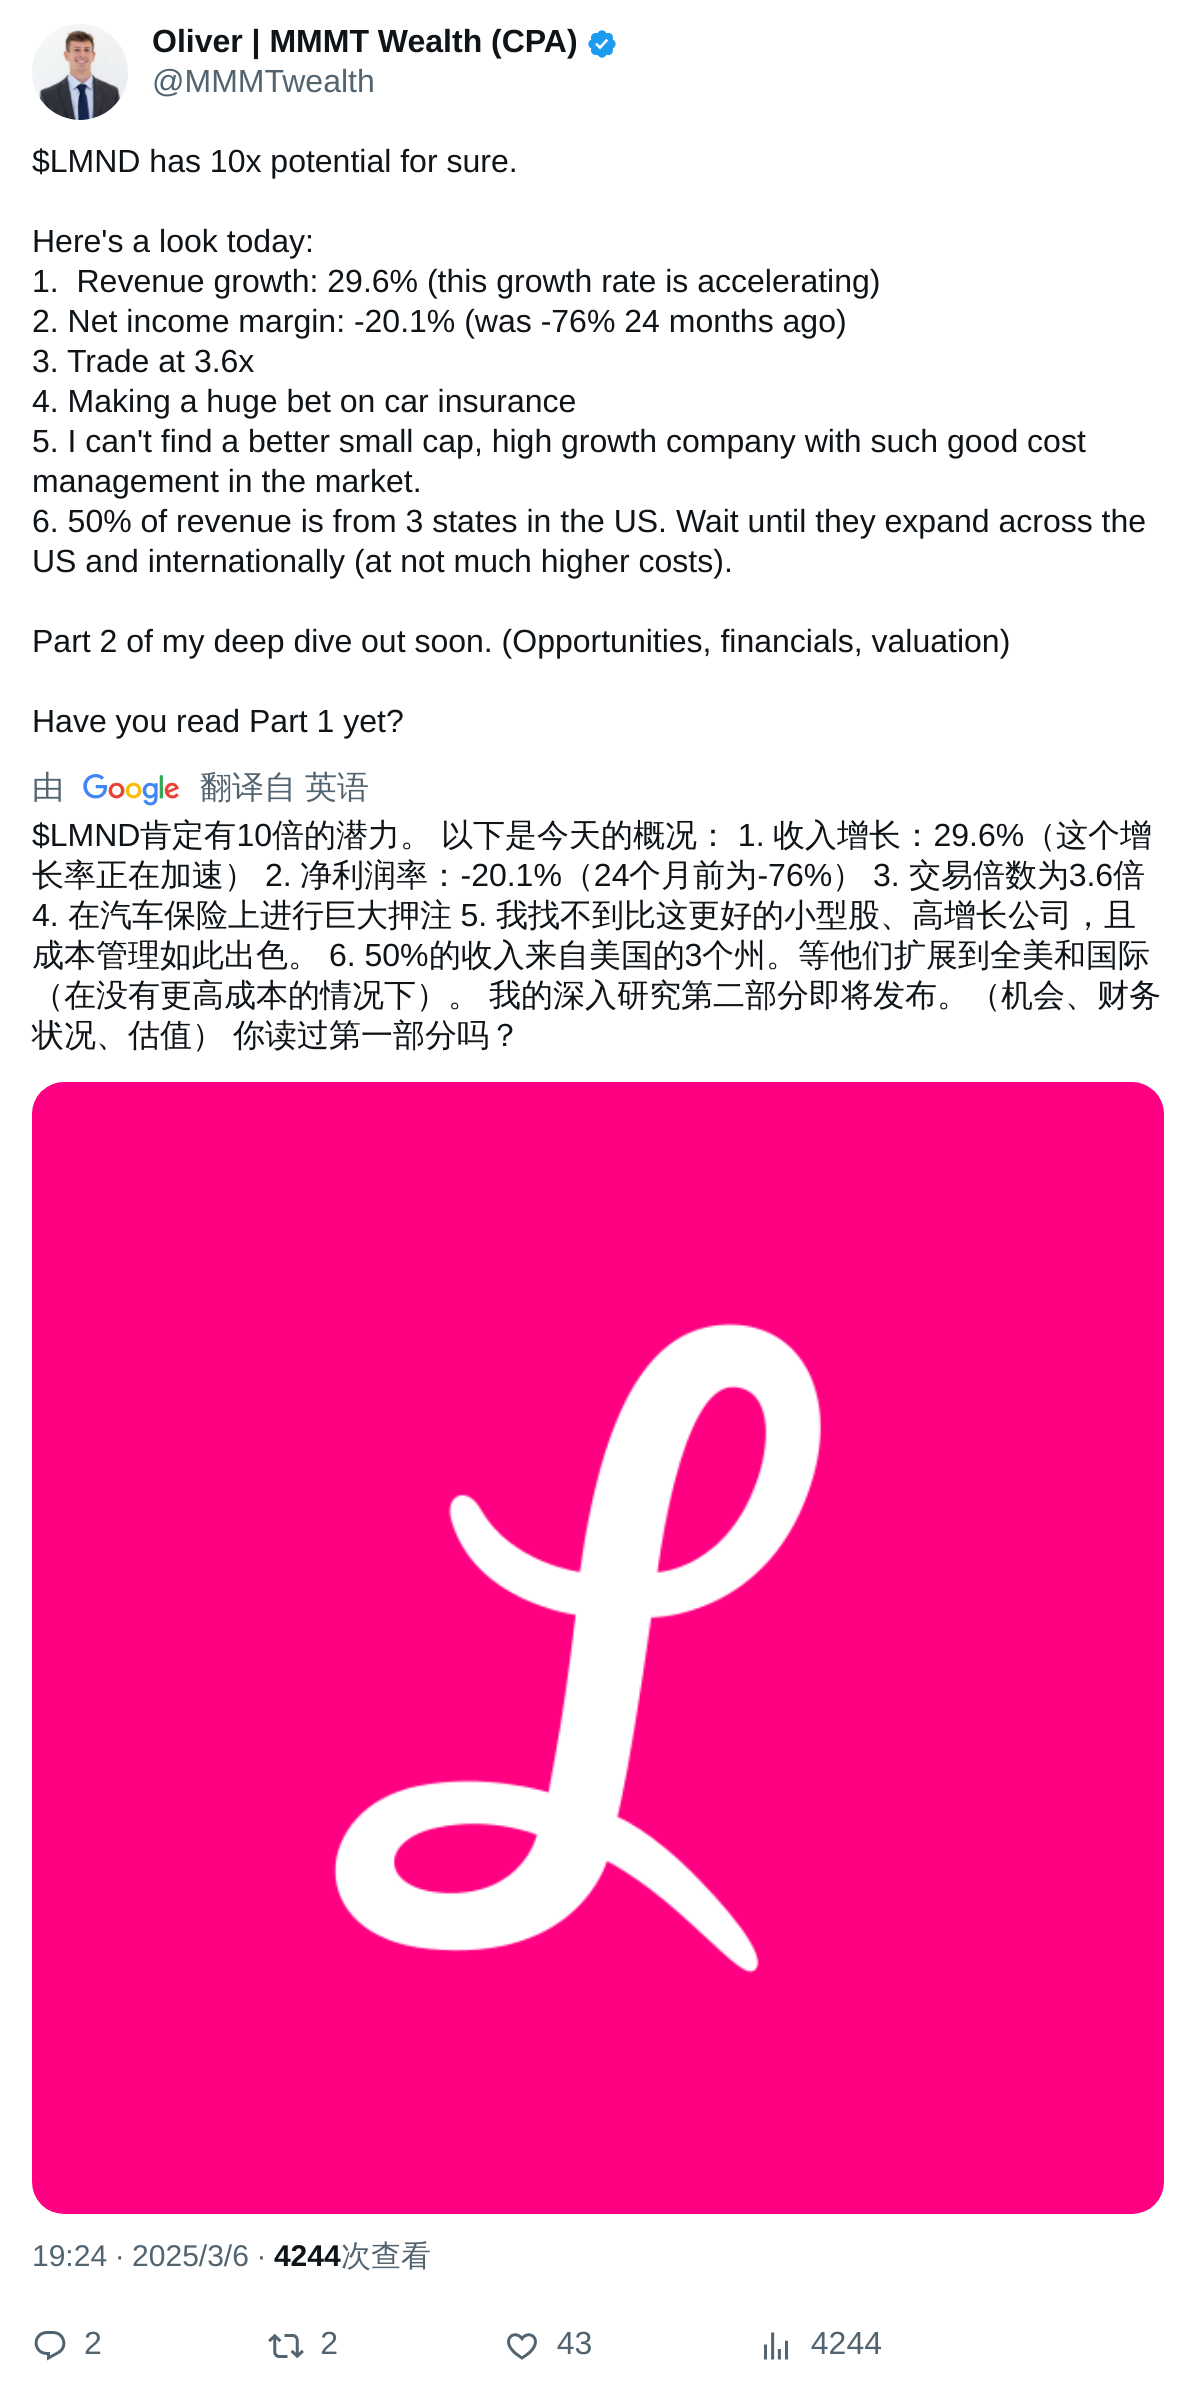 Oliver | MMMT Wealth (CPA)
@MMMTwealth
$LMND has 10x potential for sure.
Here's a look today:
1.  Revenue growth: 29.6% (this growth rate is accelerating)
2. Net income margin: -20.1% (was -76% 24 months ago)
3. Trade at 3.6x
4. Making a huge bet on car insurance
5. I can't find a better small cap, high growth company with such good cost
management in the market.
6. 50% of revenue is from 3 states in the US. Wait until they expand across the
US and internationally (at not much higher costs).
Part 2 of my deep dive out soon. (Opportunities, financials, valuation)
Have you read Part 1 yet?
由 Google 翻译自 英语
$LMND肯定有10倍的潜力。 以下是今天的概况： 1. 收入增长：29.6%（这个增
长率正在加速） 2. 净利润率：-20.1%（24个月前为-76%） 3. 交易倍数为3.6倍
4. 在汽车保险上进行巨大押注 5. 我找不到比这更好的小型股、高增长公司，且
成本管理如此出色。 6. 50%的收入来自美国的3个州。等他们扩展到全美和国际
（在没有更高成本的情况下）。 我的深入研究第二部分即将发布。（机会、财务
状况、估值） 你读过第一部分吗？
L
19:24 · 2025/3/6 · 4244次查看
2 2 43 4244